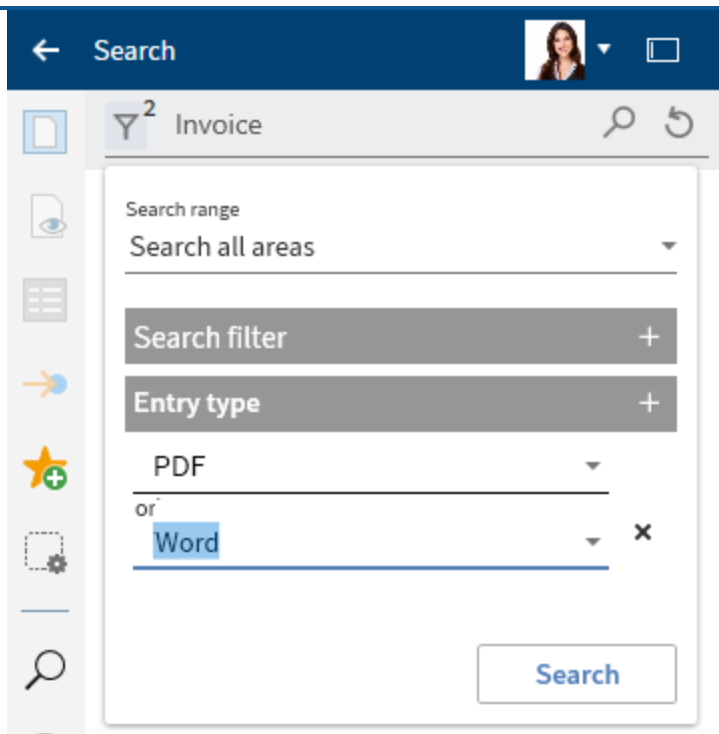 Search
2
Invoice
Search range
Search all areas
Search filter +
Entry type +
PDF
or
Word
Search